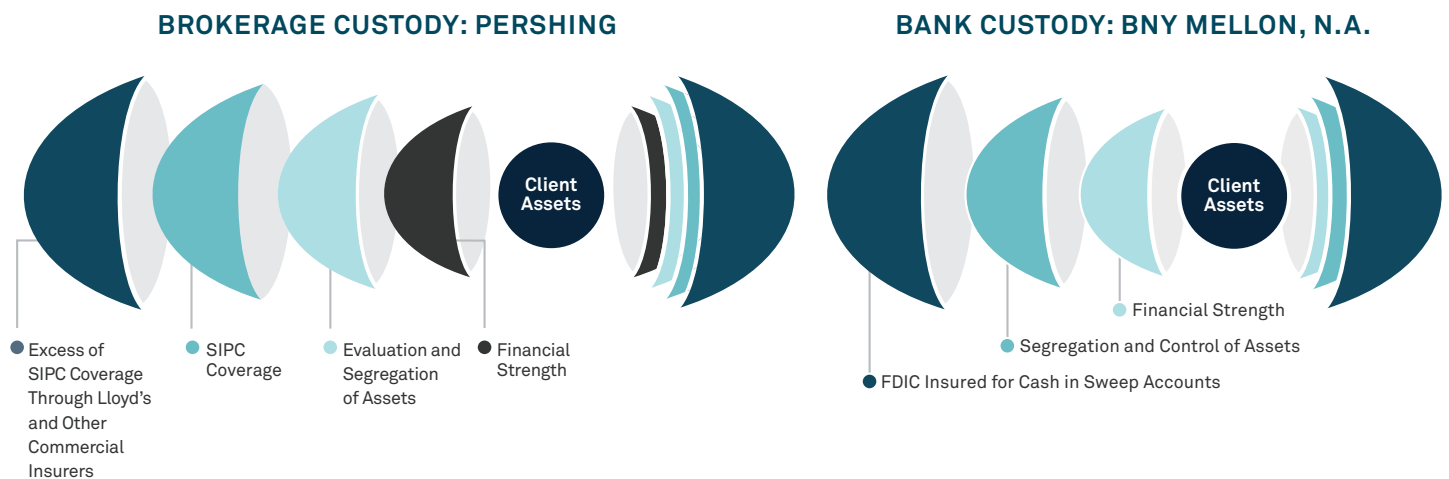 BROKERAGE CUSTODY: PERSHING
Client
Assets
Excess of
SIPC Coverage
Through Lloyd’s
and Other
Commercial
Insurers
SIPC
Coverage
Evaluation and
Segregation
of Assets
Financial
Strength
BANK CUSTODY: BNY MELLON, N.A.
Client
Assets
Financial Strength
Segregation and Control of Assets
FDIC Insured for Cash in Sweep Accounts